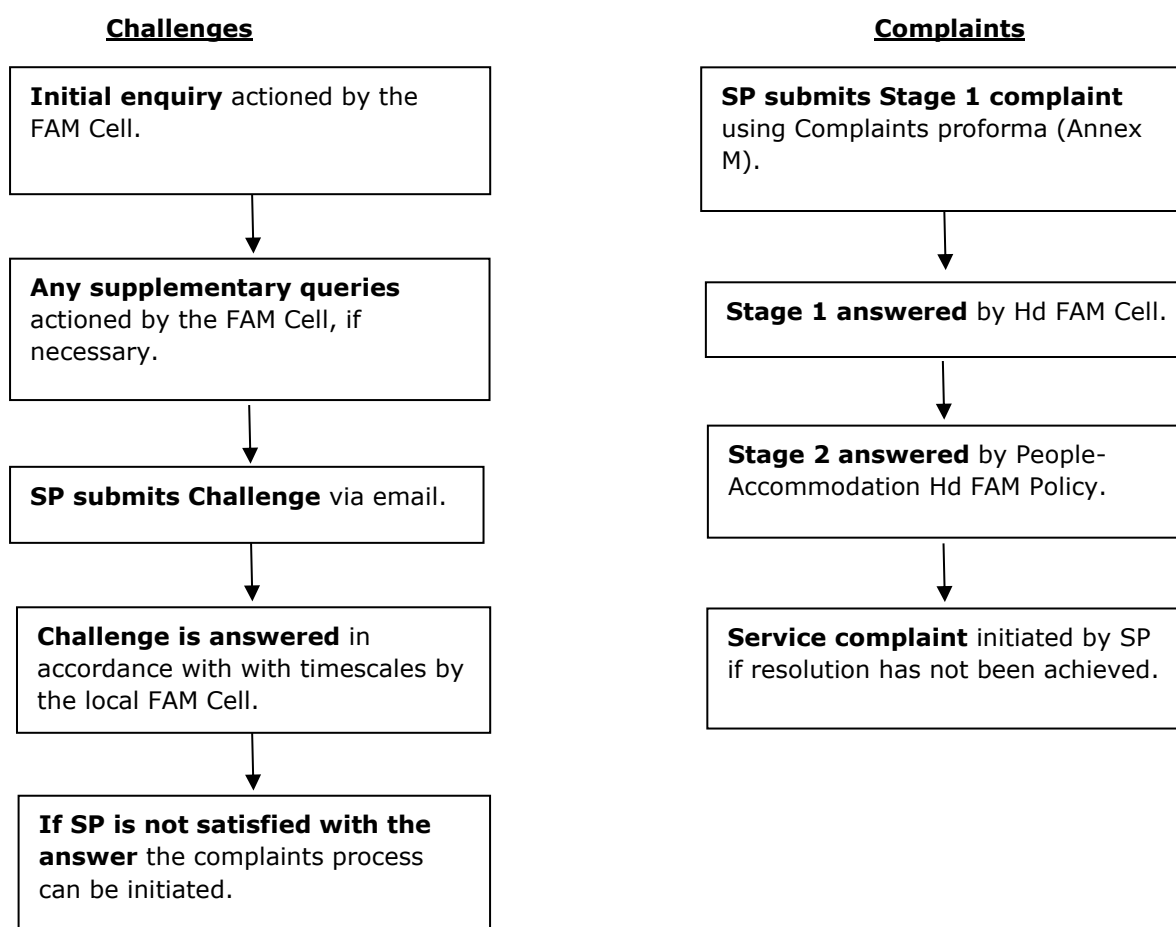 Challenges
Initial enquiry actioned by the
FAM Cell.
Any supplementary queries
actioned by the FAM Cell, if
necessary.
SP submits Challenge via email.
Challenge is answered in
accordance with with timescales by
the local FAM Cell.
If SP is not satisfied with the
answer the complaints process
can be initiated.
Complaints
SP submits Stage 1 complaint
using Complaints proforma (Annex
M).
Stage 1 answered by Hd FAM Cell.
Stage 2 answered by People-
Accommodation Hd FAM Policy.
Service complaint initiated by SP
if resolution has not been achieved.